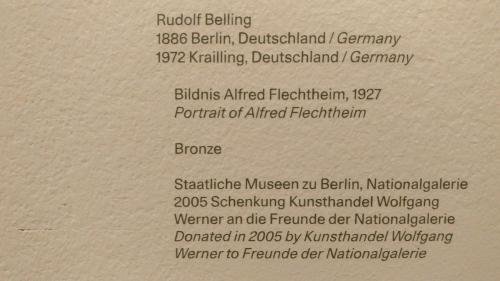 Rudolf Belling
1886 Berlin, Deutschland / Germany
1972 Krailling, Deutschland / Germany
Bildnis Alfred Flechtheim, 1927
Portrait of Alfred Flechtheim
Bronze
Staatliche Museen zu Berlin, Nationalgalerie
2005 Schenkung Kunsthandel Wolfgang
Werner an die Freunde der Nationalgalerie
Donated in 2005 by Kunsthandel Wolfgang
Werner to Freunde der Nationalgalerie